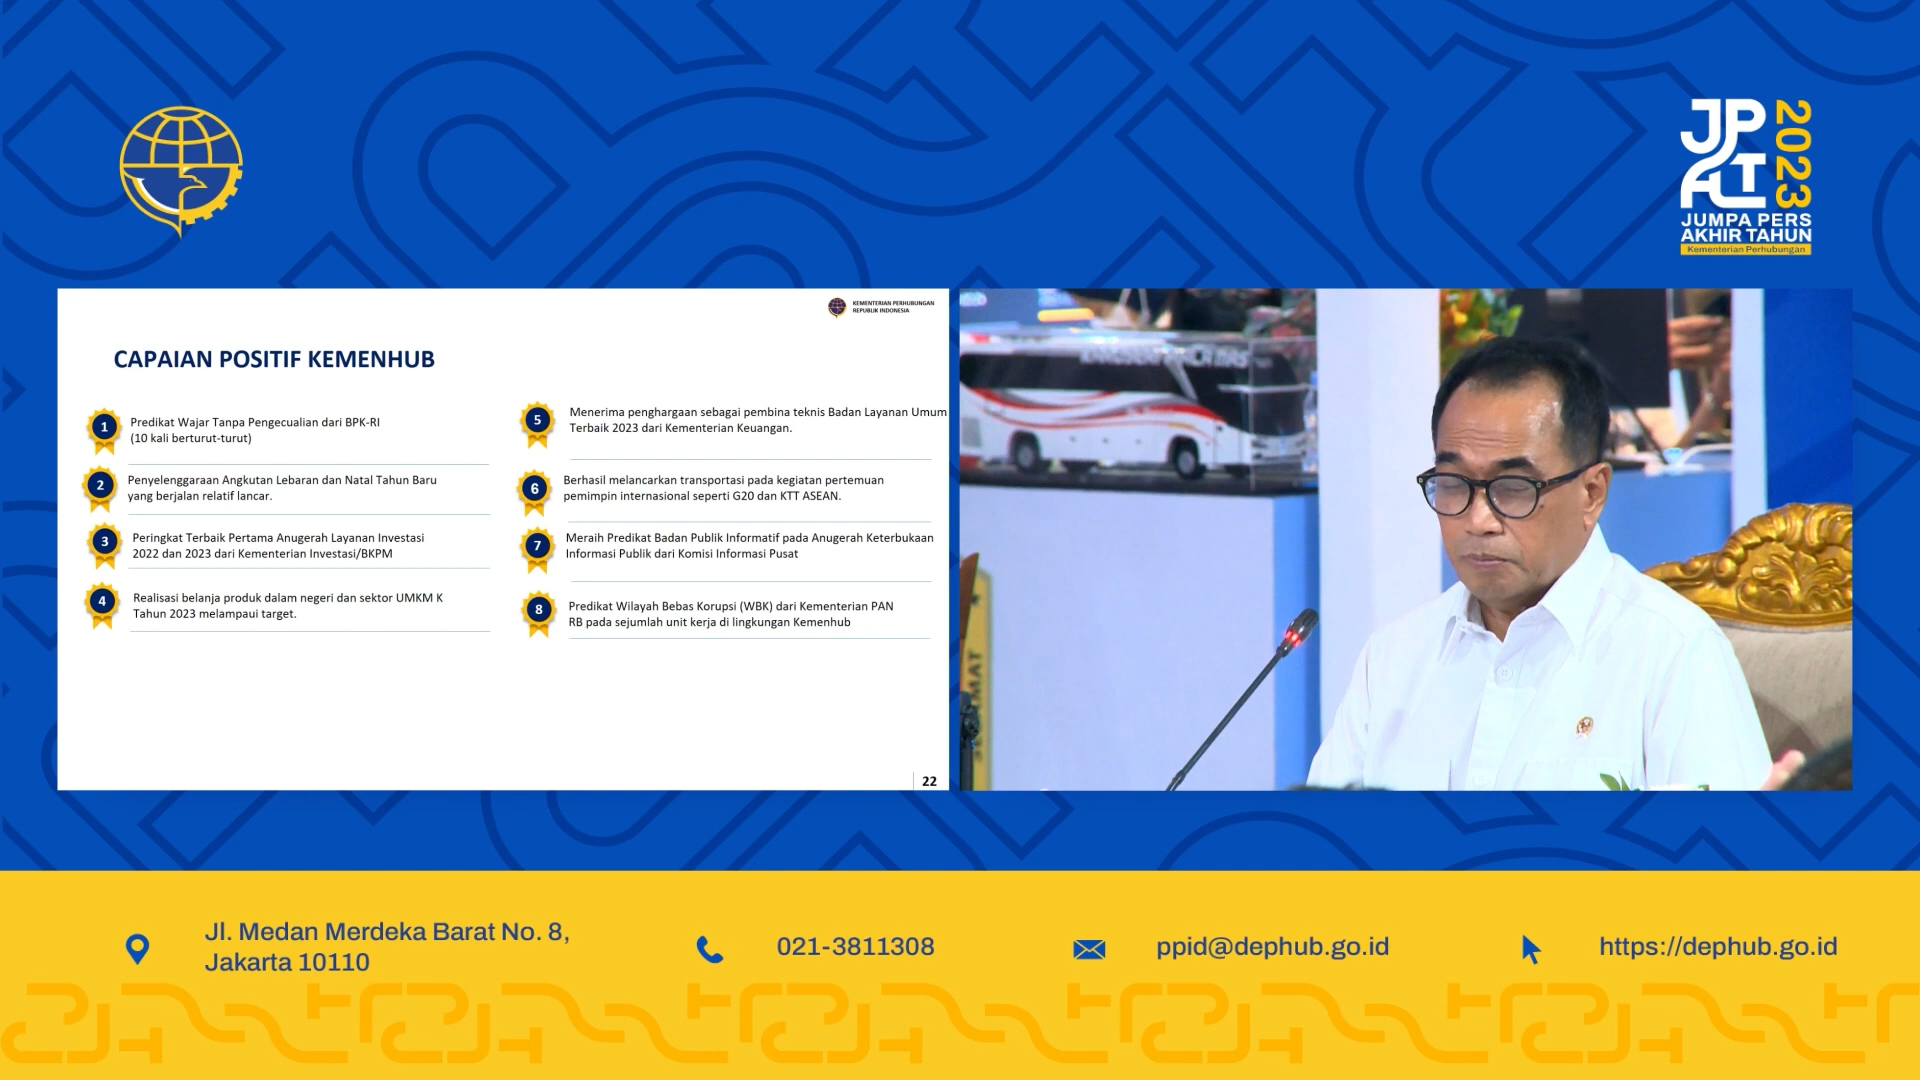 JPAT
2023
JUMPA PERS
AKHIR TAHUN
Kementerian Perhubungan
KEMENTERIAN PERHUBUNGAN
REPUBLIK INDONESIA
CAPAIAN POSITIF KEMENHUB
1
Predikat Wajar Tanpa Pengecualian dari BPK-RI
(10 kali berturut-turut)
2
Penyelenggaraan Angkutan Lebaran dan Natal Tahun Baru
yang berjalan relatif lancar.
3
Peringkat Terbaik Pertama Anugerah Layanan Investasi
2022 dan 2023 dari Kementerian Investasi/BKPM
4
Realisasi belanja produk dalam negeri dan sektor UMKM K
Tahun 2023 melampaui target.
5
Menerima penghargaan sebagai pembina teknis Badan Layanan Umum
Terbaik 2023 dari Kementerian Keuangan.
6
Berhasil melancarkan transportasi pada kegiatan pertemuan
pemimpin internasional seperti G20 dan KTT ASEAN.
7
Meraih Predikat Badan Publik Informatif pada Anugerah Keterbukaan
Informasi Publik dari Komisi Informasi Pusat
8
Predikat Wilayah Bebas Korupsi (WBK) dari Kementerian PAN
RB pada sejumlah unit kerja di lingkungan Kemenhub
22
Jl. Medan Merdeka Barat No. 8,
Jakarta 10110
021-3811308
ppid@dephub.go.id
https://dephub.go.id